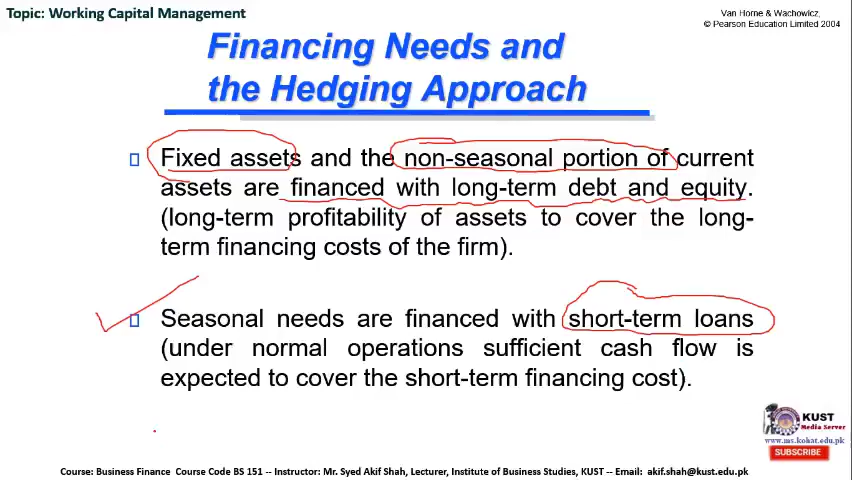 Topic: Working Capital Management
Van Horne & Wachowicz,
© Pearson Education Limited 2004
Financing Needs and
the Hedging Approach
Fixed assets and the non-seasonal portion of current
assets are financed with long-term debt and equity.
(long-term profitability of assets to cover the long-
term financing costs of the firm).
Seasonal needs are financed with short-term loans
(under normal operations sufficient cash flow is
expected to cover the short-term financing cost).
KUST
Media Server
www.ms.kohat.edu.pk
SUBSCRIBE
Course: Business Finance Course Code BS 151 -- Instructor: Mr. Syed Akif Shah, Lecturer, Institute of Business Studies, KUST -- Email: akif.shah@kust.edu.pk